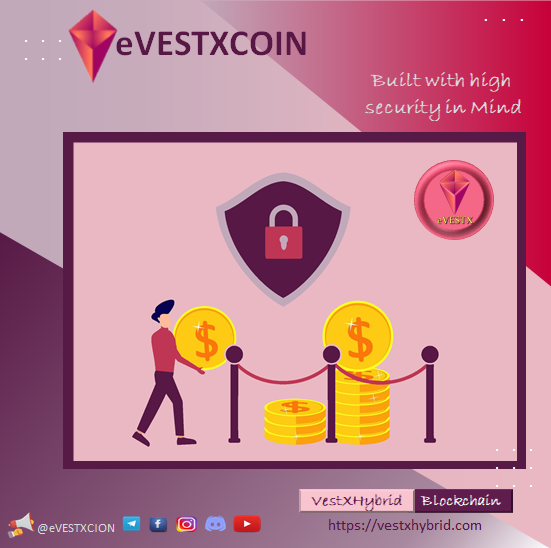 eVESTXCOIN
Built with high
security in Mind
eVESTX
$
$
$
$
VestXHybrid Blockchain
@eVESTXCION
https://vestxhybrid.com